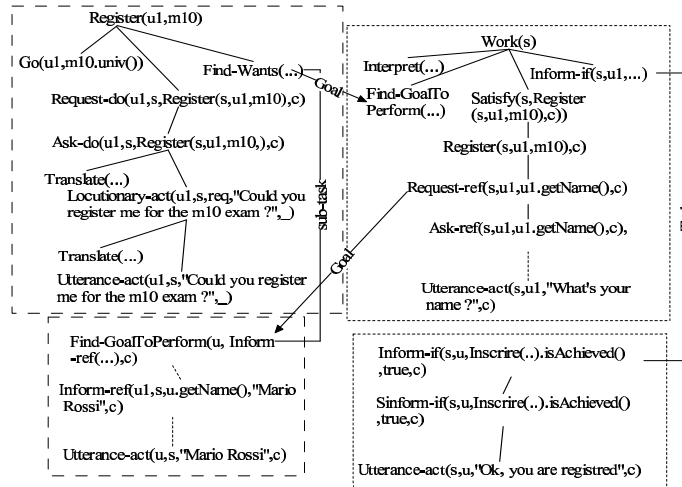 Register(u1,m10)
Go(u1,m10.univ())
Find-Wants(...)
Request-do(u1,s,Register(s,u1,m10),c)
Ask-do(u1,s,Register(s,u1,m10,),c)
Translate(...)
Locutionary-act(u1,s,req,"Could you
register me for the m10 exam ?",_)
Translate(...)
Utterance-act(u1,s,"Could you register
me for the m10 exam ?",_)
Goal
sub-task
Work(s)
Interpret(...)
Inform-if(s,u1,...)
Find-GoalTo
Perform(...)
Satisfy(s,Register
(s,u1,m10),c))
Register(s,u1,m10),c)
Request-ref(s,u1,u1.getName(),c)
Ask-ref(s,u1,u1.getName(),c),
Utterance-act(s,u1,"What's your
name ?",c)
Goal
Find-GoalToPerform(u, Inform
-ref(...),c)
Inform-ref(u1,s,u.getName(),"Mario
Rossi",c)
Utterance-act(u,s,"Mario Rossi",c)
Inform-if(s,u,Inscrire(..).isAchieved()
,true,c)
Sinform-if(s,u,Inscrire(..).isAchieved()
,true,c)
Utterance-act(s,u,"Ok, you are registred",c)